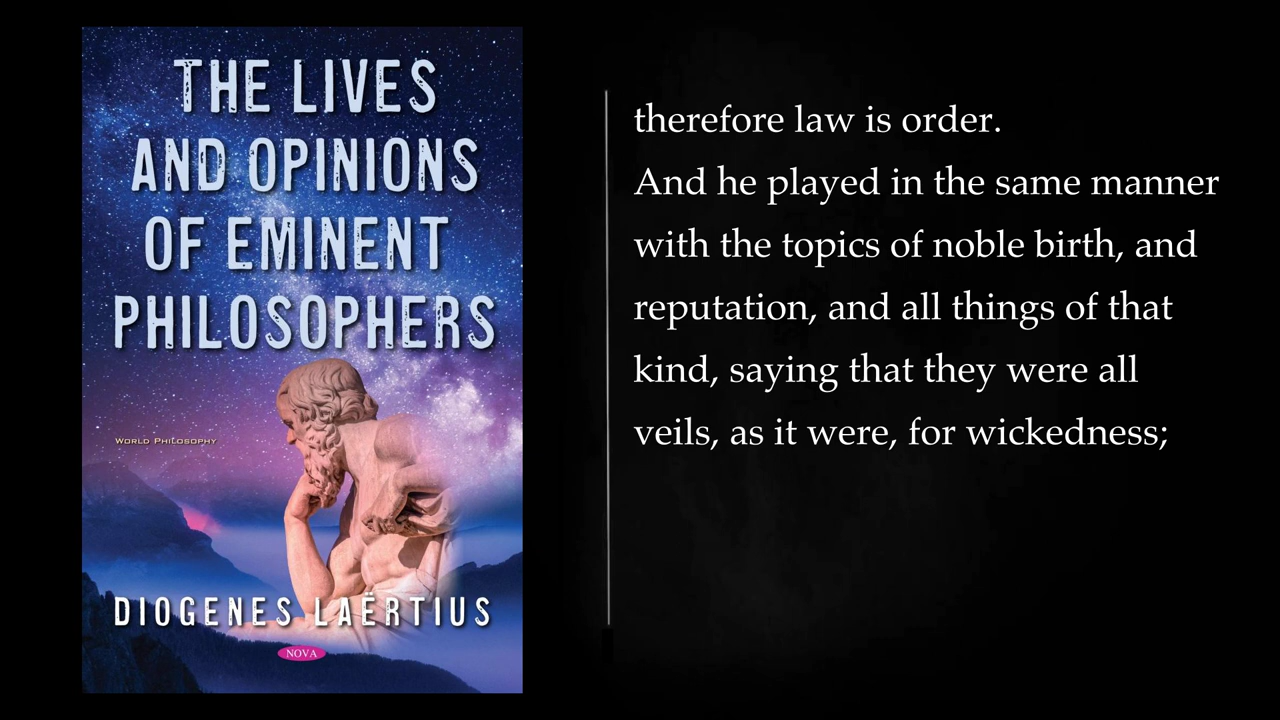 THE LIVES
AND OPINIONS
OF EMINENT
PHILOSOPHERS
WORLD PHILOSOPHY
DIOGENES LAËRTIUS
NOVA
therefore law is order.
And he played in the same manner
with the topics of noble birth, and
reputation, and all things of that
kind, saying that they were all
veils, as it were, for wickedness;